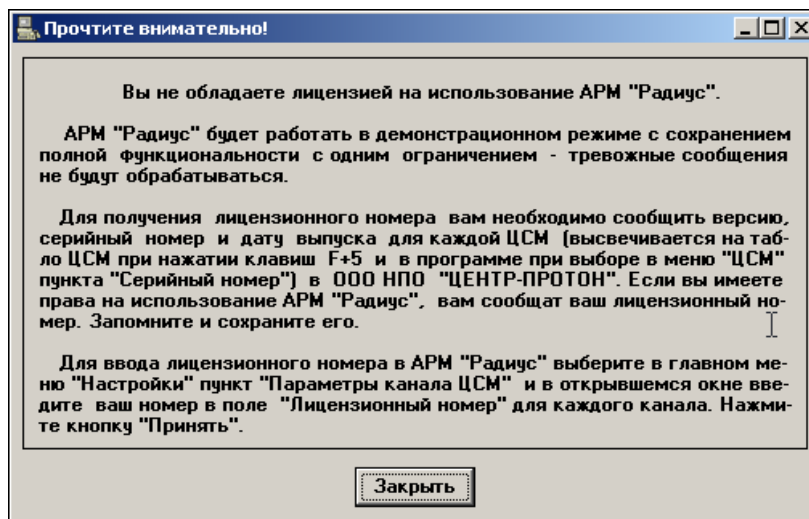 Прочтите внимательно!
Вы не обладаете лицензией на использование АРМ "Радиус".
АРМ "Радиус" будет работать в демонстрационном режиме с сохранением
полной функциональности с одним ограничением - тревожные сообщения
не будут обрабатываться.
Для получения лицензионного номера вам необходимо сообщить версию,
серийный номер и дату выпуска для каждой ЦСМ (высвечивается на таб-
ло ЦСМ при нажатии клавиш F+5 и в программе при выборе в меню "ЦСМ"
пункта "Серийный номер") в ООО НПО "ЦЕНТР-ПРОТОН". Если вы имеете
права на использование АРМ "Радиус", вам сообщат ваш лицензионный но-
мер. Запомните и сохраните его.
Для ввода лицензионного номера в АРМ "Радиус" выберите в главном ме-
ню "Настройки" пункт "Параметры канала ЦСМ" и в открывшемся окне вве-
дите ваш номер в поле "Лицензионный номер" для каждого канала. Нажми-
те кнопку "Принять".
Закрыть